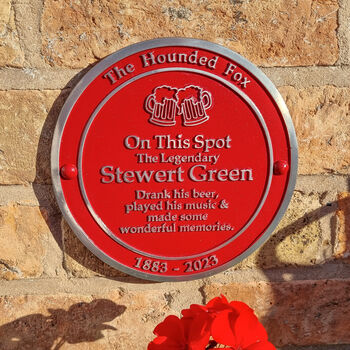 The Hounded Fox
On This Spot
The Legendary
Stewert Green
Drank his beer,
played his music &
made some
wonderful memories.
1883 - 2023